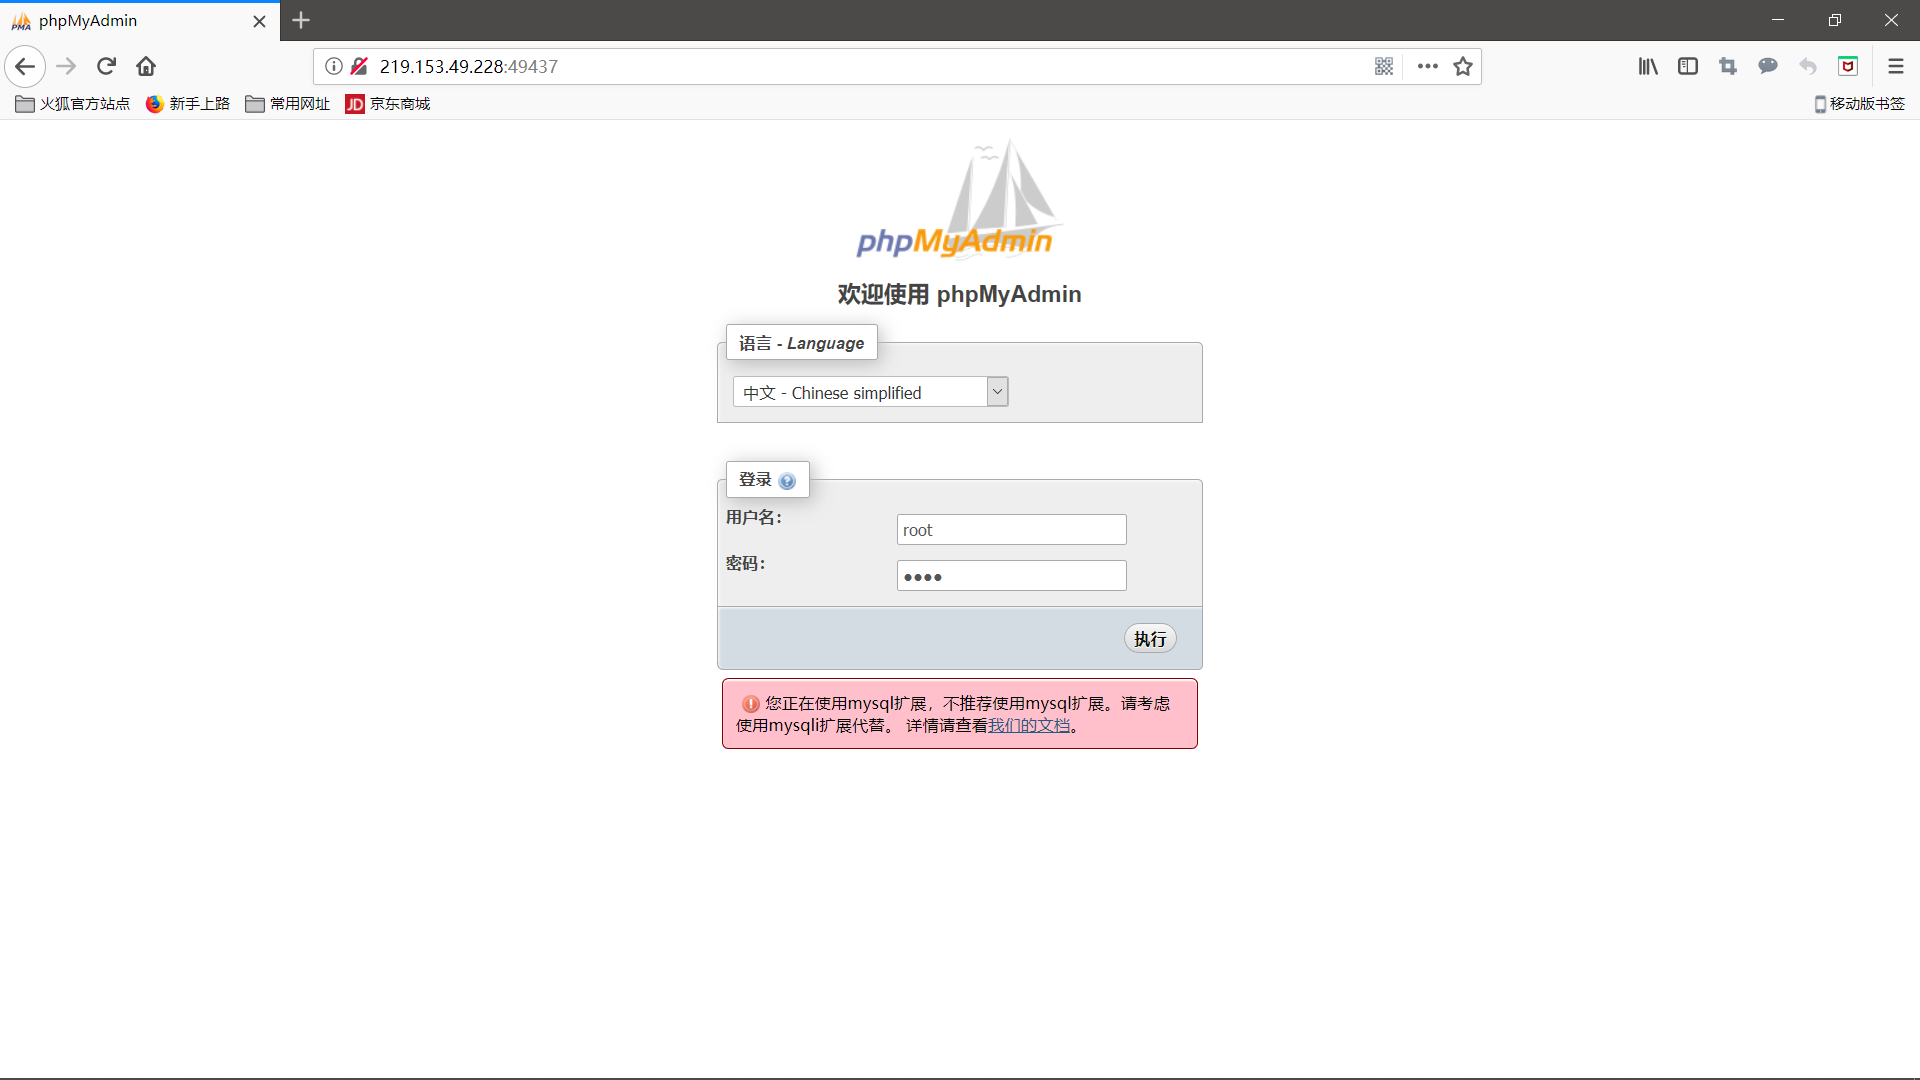 phpMyAdmin
219.153.49.228:49437
火狐官方站点 新手上路 常用网址 JD 京东商城 移动版书签
phpMyAdmin
欢迎使用 phpMyAdmin
语言 - Language
中文 - Chinese simplified
登录
用户名：
root
密码：
执行
您正在使用mysql扩展，不推荐使用mysql扩展。请考虑
使用mysqli扩展代替。 详情请查看我们的文档。